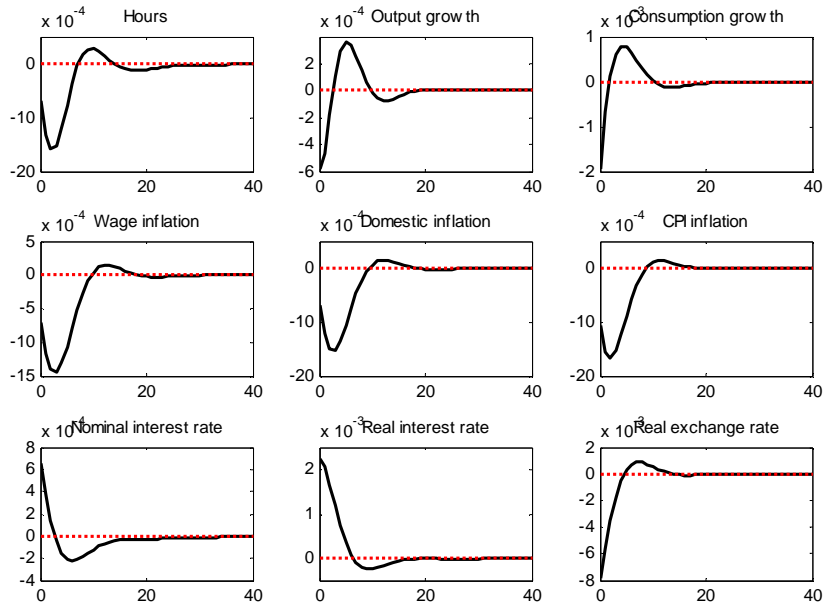 x 10^-4 Hours
0
-10
-20
0 20 40
x 10^-4 Output growth
2
0
-2
-4
-6
0 20 40
x 10^-3 Consumption growth
1
0
-1
-2
0 20 40
x 10^-4 Wage inflation
5
0
-5
-10
-15
0 20 40
x 10^-4 Domestic inflation
0
-10
-20
0 20 40
x 10^-4 CPI inflation
0
-10
-20
0 20 40
x 10^-4 Nominal interest rate
8
6
4
2
0
-2
-4
0 20 40
x 10^-3 Real interest rate
2
1
0
0 20 40
x 10^-3 Real exchange rate
2
0
-2
-4
-6
-8
0 20 40